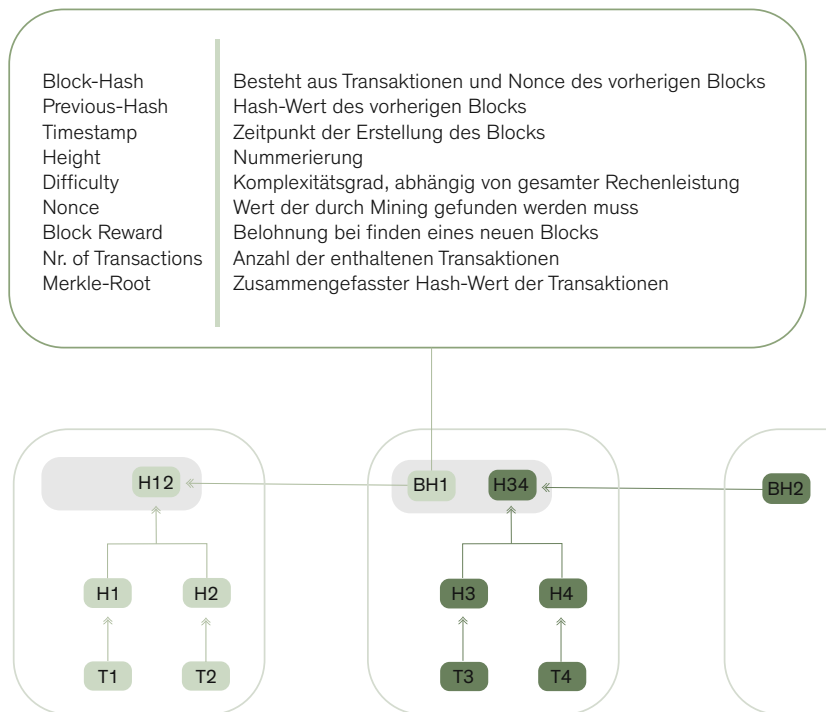 Block-Hash Besteht aus Transaktionen und Nonce des vorherigen Blocks
Previous-Hash Hash-Wert des vorherigen Blocks
Timestamp Zeitpunkt der Erstellung des Blocks
Height Nummerierung
Difficulty Komplexitätsgrad, abhängig von gesamter Rechenleistung
Nonce Wert der durch Mining gefunden werden muss
Block Reward Belohnung bei finden eines neuen Blocks
Nr. of Transactions Anzahl der enthaltenen Transaktionen
Merkle-Root Zusammengefasster Hash-Wert der Transaktionen
H12 BH1 H34 BH2
H1 H2 H3 H4
T1 T2 T3 T4